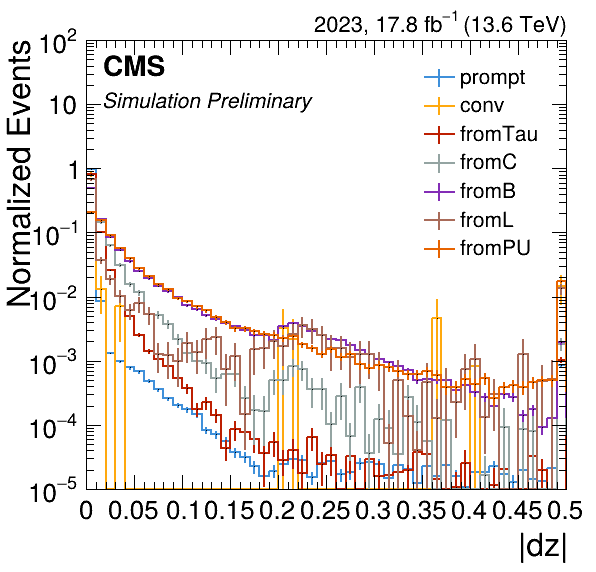 2023, 17.8 fb⁻¹ (13.6 TeV)
CMS
Simulation Preliminary
Normalized Events
10²
10
1
10⁻¹
10⁻²
10⁻³
10⁻⁴
10⁻⁵
prompt
conv
fromTau
fromC
fromB
fromL
fromPU
0 0.05 0.1 0.15 0.2 0.25 0.3 0.35 0.4 0.45 0.5
|dz|